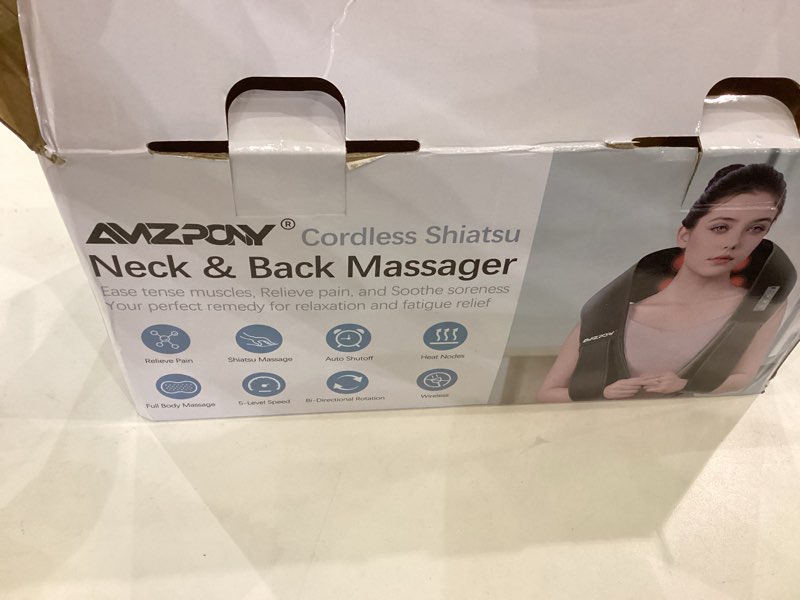 AMZPONY® Cordless Shiatsu
Neck & Back Massager
Ease tense muscles, Relieve pain, and Soothe soreness
Your perfect remedy for relaxation and fatigue relief
Relieve Pain Shiatsu Massage Auto Shutoff Heat Nodes
Full Body Massage 5-Level Speed Bi-Directional Rotation Wireless
AMZPONY